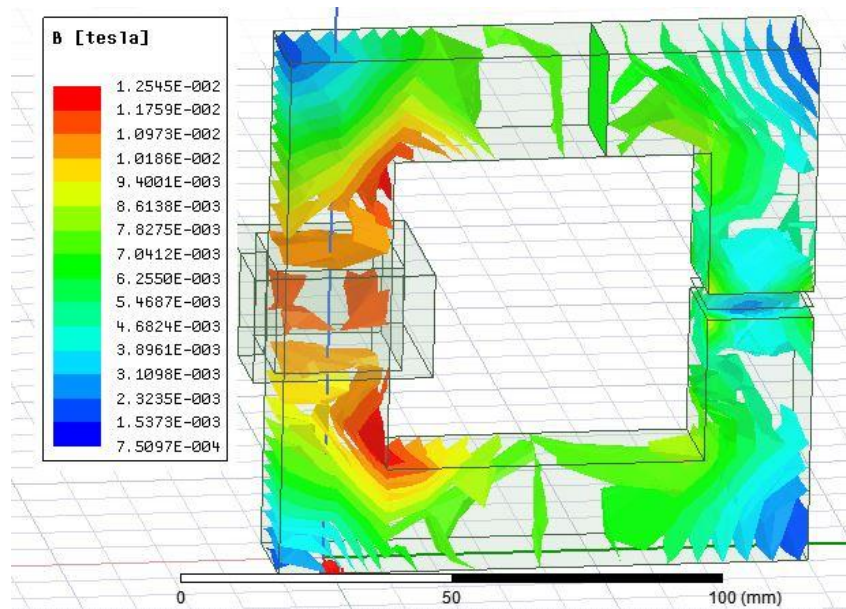 B [tesla]
1.2545E-002
1.1759E-002
1.0973E-002
1.0186E-002
9.4001E-003
8.6138E-003
7.8275E-003
7.0412E-003
6.2550E-003
5.4687E-003
4.6824E-003
3.8961E-003
3.1098E-003
2.3235E-003
1.5373E-003
7.5097E-004
0 50 100 (mm)